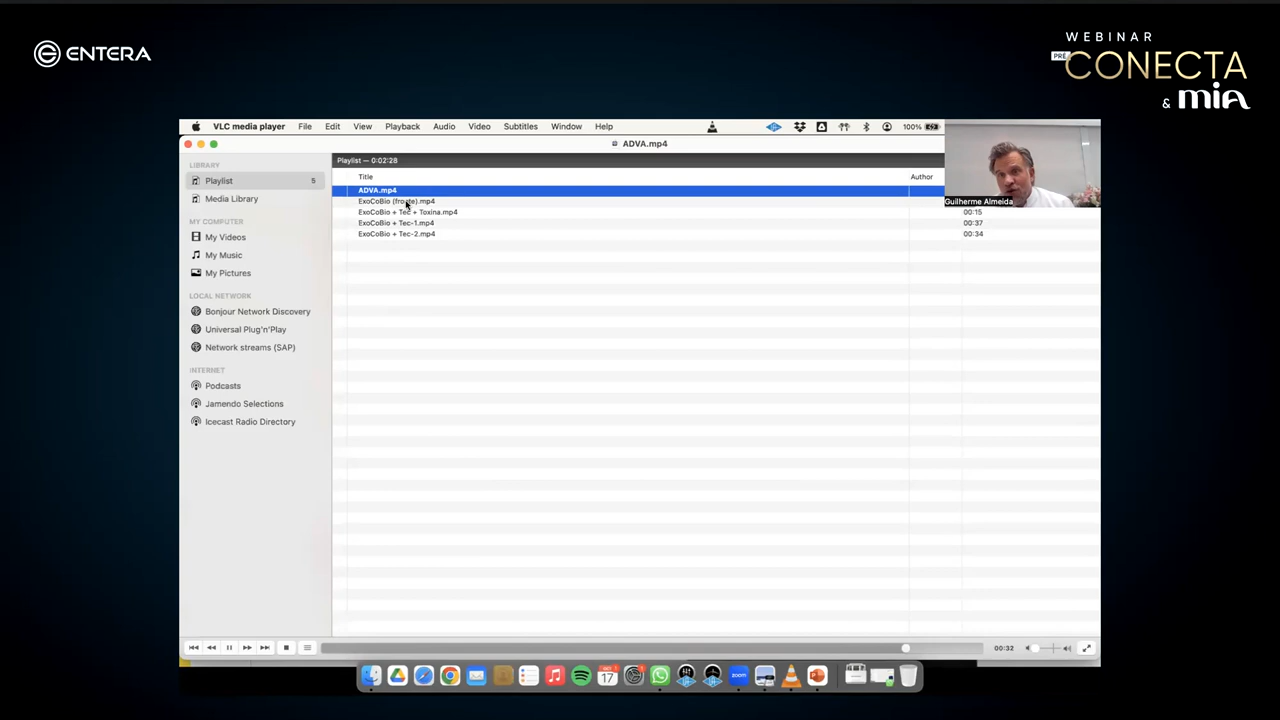 ENTERA
WEBINAR
PRÉ
CONECTA
& mia
VLC media player File Edit View Playback Audio Video Subtitles Window Help 100%
ADVA.mp4
LIBRARY
Playlist 5
Media Library
MY COMPUTER
My Videos
My Music
My Pictures
LOCAL NETWORK
Bonjour Network Discovery
Universal Plug'n'Play
Network streams (SAP)
INTERNET
Podcasts
Jamendo Selections
Icecast Radio Directory
Playlist — 0:02:28
Title Author
ADVA.mp4
ExoCoBio (fronte).mp4
ExoCoBio + Tec + Toxina.mp4 00:15
ExoCoBio + Tec-1.mp4 00:37
ExoCoBio + Tec-2.mp4 00:34
Guilherme Almeida
00:32
17
zoom